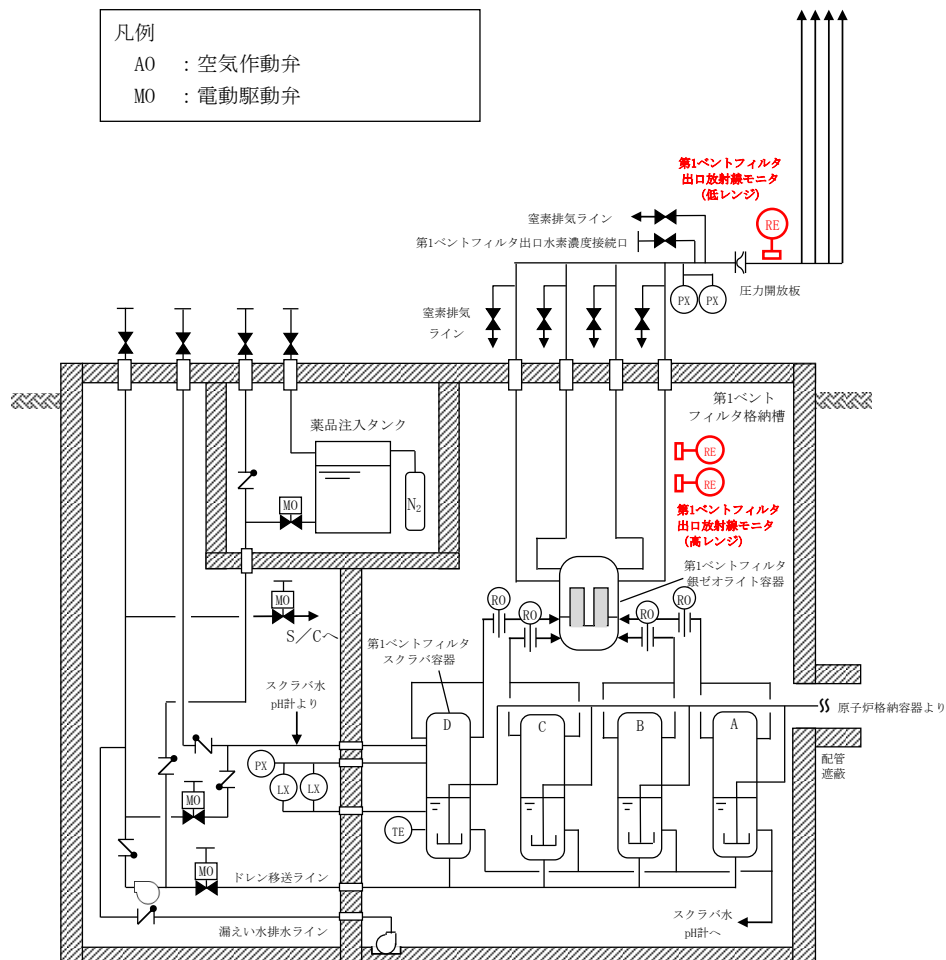 凡例
AO ：空気作動弁
MO ：電動駆動弁
第1ベントフィルタ
出口放射線モニタ
(低レンジ)
RE
窒素排気ライン
第1ベントフィルタ出口水素濃度接続口
圧力開放板
PX
PX
窒素排気
ライン
第1ベント
フィルタ格納槽
薬品注入タンク
RE
RE
MO
N₂
第1ベントフィルタ
出口放射線モニタ
(高レンジ)
第1ベントフィルタ
銀ゼオライト容器
MO
S／Cへ
RO
RO
RO
RO
第1ベントフィルタ
スクラバ容器
スクラバ水
pH計より
原子炉格納容器より
D
C
B
A
配管
遮蔽
PX
LX
LX
MO
TE
MO
ドレン移送ライン
スクラバ水
pH計へ
漏えい水排水ライン